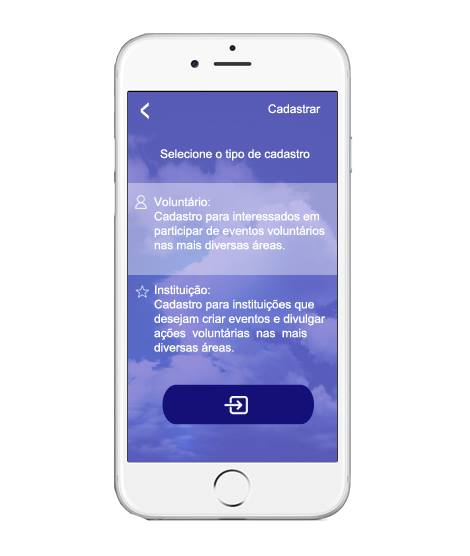 Cadastrar
Selecione o tipo de cadastro
Voluntário:
Cadastro para interessados em
participar de eventos voluntários
nas mais diversas áreas.
Instituição:
Cadastro para instituições que
desejam criar eventos e divulgar
ações voluntárias nas mais
diversas áreas.